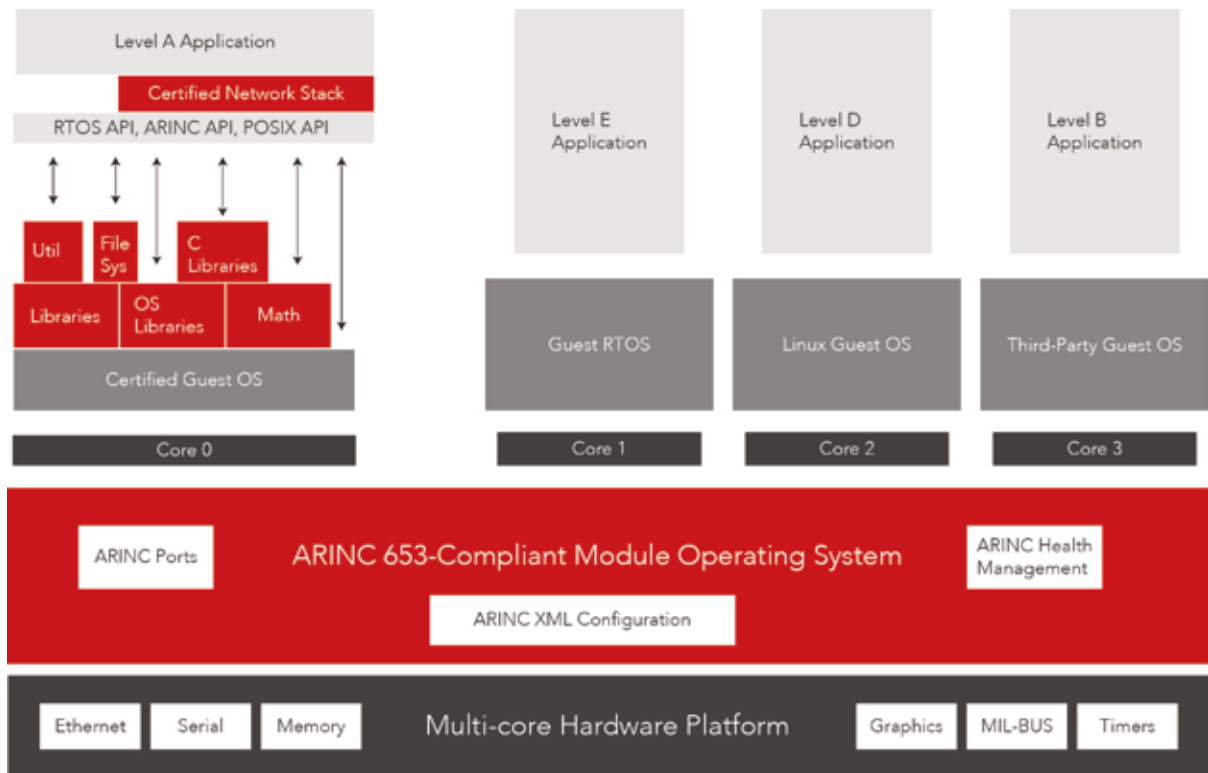 Level A Application
Certified Network Stack
RTOS API, ARINC API, POSIX API
Util
File
Sys
C
Libraries
Libraries
OS
Libraries
Math
Certified Guest OS
Core 0
Level E
Application
Guest RTOS
Core 1
Level D
Application
Linux Guest OS
Core 2
Level B
Application
Third-Party Guest OS
Core 3
ARINC Ports
ARINC 653-Compliant Module Operating System
ARINC Health
Management
ARINC XML Configuration
Ethernet
Serial
Memory
Multi-core Hardware Platform
Graphics
MIL-BUS
Timers